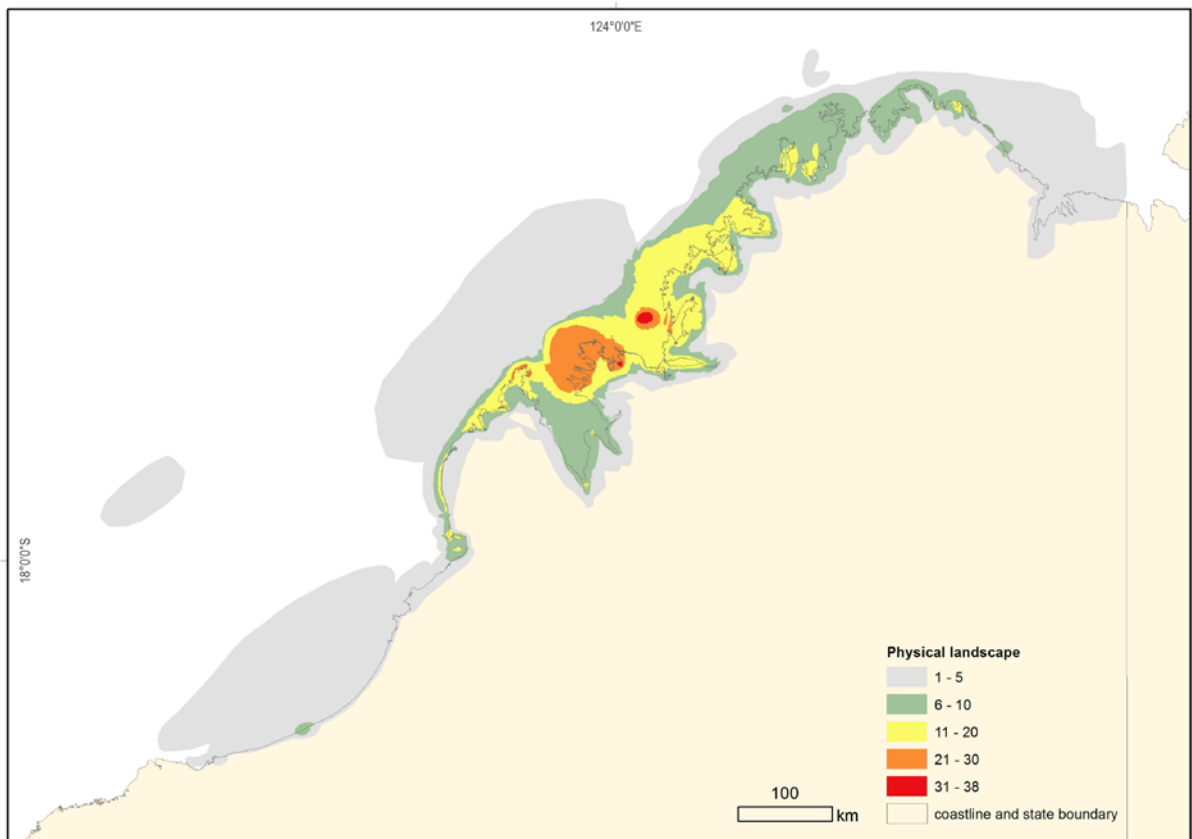 124°0'0"E
18°0'0"S
Physical landscape
1 - 5
6 - 10
11 - 20
21 - 30
31 - 38
coastline and state boundary
100
km